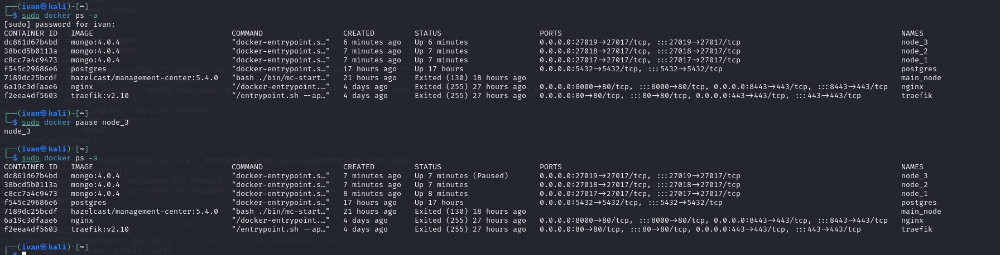 ┌──(ivan㉿kali)-[~]
└─$ sudo docker ps -a
[sudo] password for ivan:
CONTAINER ID   IMAGE                                COMMAND                  CREATED          STATUS                      PORTS                                                                                NAMES
dc861d67b4bd   mongo:4.0.4                          "docker-entrypoint.s…"   6 minutes ago    Up 6 minutes                0.0.0.0:27019→27017/tcp, :::27019→27017/tcp                                          node_3
38bcd5b0113a   mongo:4.0.4                          "docker-entrypoint.s…"   7 minutes ago    Up 7 minutes                0.0.0.0:27018→27017/tcp, :::27018→27017/tcp                                          node_2
c8cc7a4c9473   mongo:4.0.4                          "docker-entrypoint.s…"   7 minutes ago    Up 7 minutes                0.0.0.0:27017→27017/tcp, :::27017→27017/tcp                                          node_1
f545c29686e6   postgres                             "docker-entrypoint.s…"   17 hours ago     Up 17 hours                 0.0.0.0:5432→5432/tcp, :::5432→5432/tcp                                              postgres
7189dc25bcdf   hazelcast/management-center:5.4.0    "bash ./bin/mc-start…"   21 hours ago     Exited (130) 18 hours ago                                                                                        main_node
6a19c3dfaae6   nginx                                "/docker-entrypoint.…"   4 days ago       Exited (255) 27 hours ago   0.0.0.0:8000→80/tcp, :::8000→80/tcp, 0.0.0.0:8443→443/tcp, :::8443→443/tcp           nginx
f2eea4df5603   traefik:v2.10                        "/entrypoint.sh --ap…"   4 days ago       Exited (255) 27 hours ago   0.0.0.0:80→80/tcp, :::80→80/tcp, 0.0.0.0:443→443/tcp, :::443→443/tcp                 traefik
┌──(ivan㉿kali)-[~]
└─$ sudo docker pause node_3
node_3
┌──(ivan㉿kali)-[~]
└─$ sudo docker ps -a
CONTAINER ID   IMAGE                                COMMAND                  CREATED          STATUS                      PORTS                                                                                NAMES
dc861d67b4bd   mongo:4.0.4                          "docker-entrypoint.s…"   7 minutes ago    Up 7 minutes (Paused)       0.0.0.0:27019→27017/tcp, :::27019→27017/tcp                                          node_3
38bcd5b0113a   mongo:4.0.4                          "docker-entrypoint.s…"   7 minutes ago    Up 7 minutes                0.0.0.0:27018→27017/tcp, :::27018→27017/tcp                                          node_2
c8cc7a4c9473   mongo:4.0.4                          "docker-entrypoint.s…"   8 minutes ago    Up 8 minutes                0.0.0.0:27017→27017/tcp, :::27017→27017/tcp                                          node_1
f545c29686e6   postgres                             "docker-entrypoint.s…"   17 hours ago     Up 17 hours                 0.0.0.0:5432→5432/tcp, :::5432→5432/tcp                                              postgres
7189dc25bcdf   hazelcast/management-center:5.4.0    "bash ./bin/mc-start…"   21 hours ago     Exited (130) 18 hours ago                                                                                        main_node
6a19c3dfaae6   nginx                                "/docker-entrypoint.…"   4 days ago       Exited (255) 27 hours ago   0.0.0.0:8000→80/tcp, :::8000→80/tcp, 0.0.0.0:8443→443/tcp, :::8443→443/tcp           nginx
f2eea4df5603   traefik:v2.10                        "/entrypoint.sh --ap…"   4 days ago       Exited (255) 27 hours ago   0.0.0.0:80→80/tcp, :::80→80/tcp, 0.0.0.0:443→443/tcp, :::443→443/tcp                 traefik
┌──(ivan㉿kali)-[~]